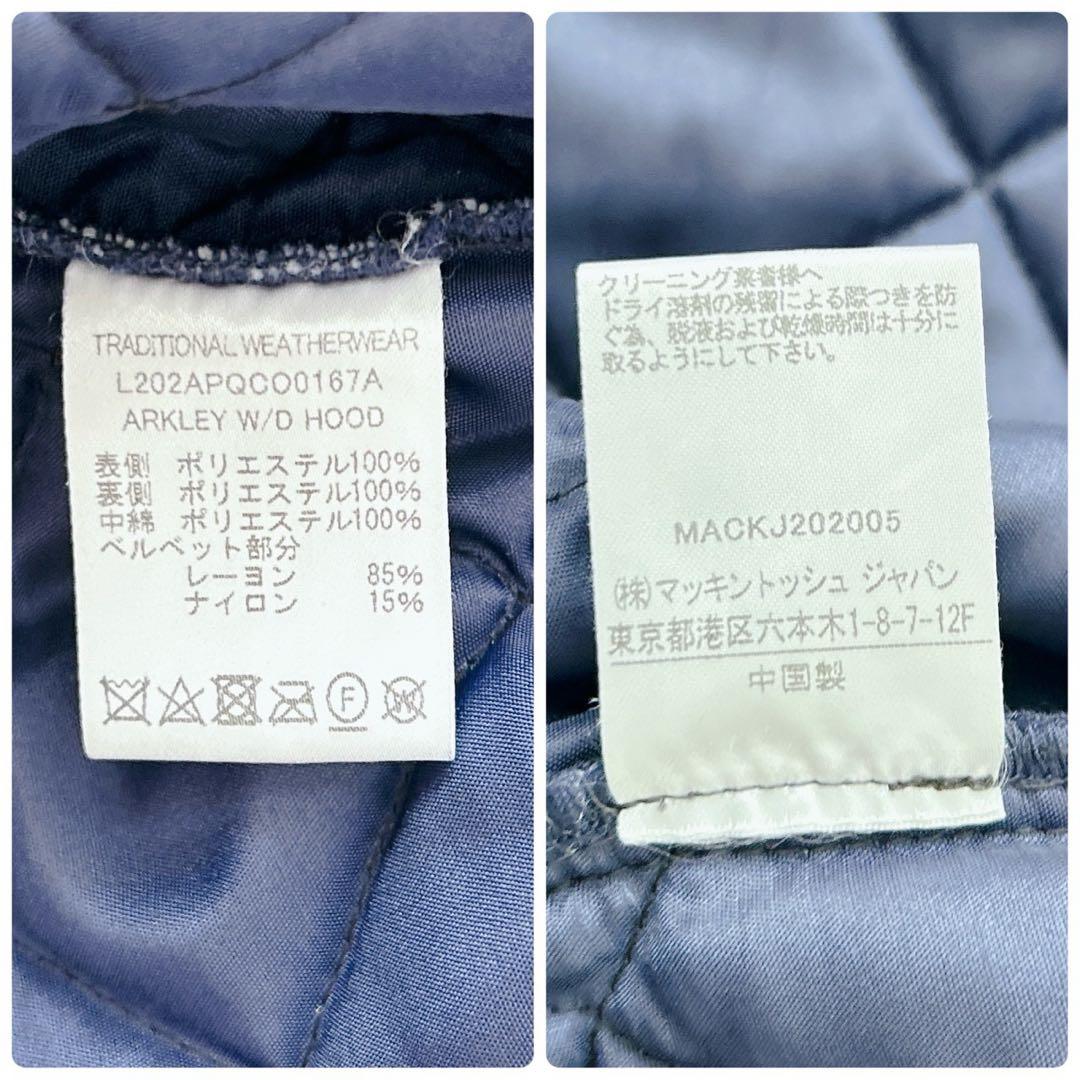 TRADITIONAL WEATHERWEAR
L202APQCO0167A
ARKLEY W/D HOOD
表側 ポリエステル100%
裏側 ポリエステル100%
中綿 ポリエステル100%
ベルベット部分
レーヨン 85%
ナイロン 15%
F
W
クリーニング業者様へ
ドライ溶剤の残留による際つきを防
ぐ為、脱液および乾燥時間は十分に
取るようにして下さい。
MACKJ202005
(株)マッキントッシュ ジャパン
東京都港区六本木1-8-7-12F
中国製